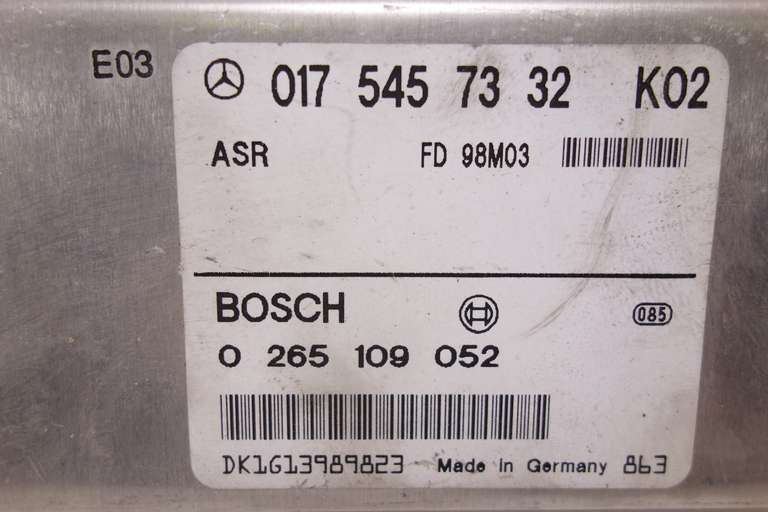 E03
017 545 73 32 K02
ASR FD 98M03
BOSCH 085
0 265 109 052
DK1G13989823 Made in Germany 863